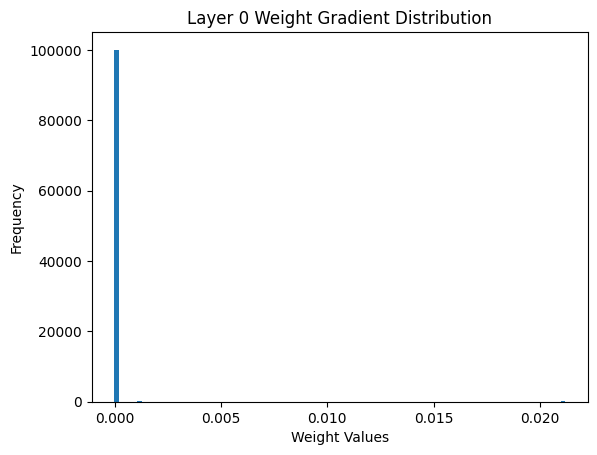 Layer 0 Weight Gradient Distribution
100000
80000
60000
40000
20000
0
Frequency
0.000 0.005 0.010 0.015 0.020
Weight Values